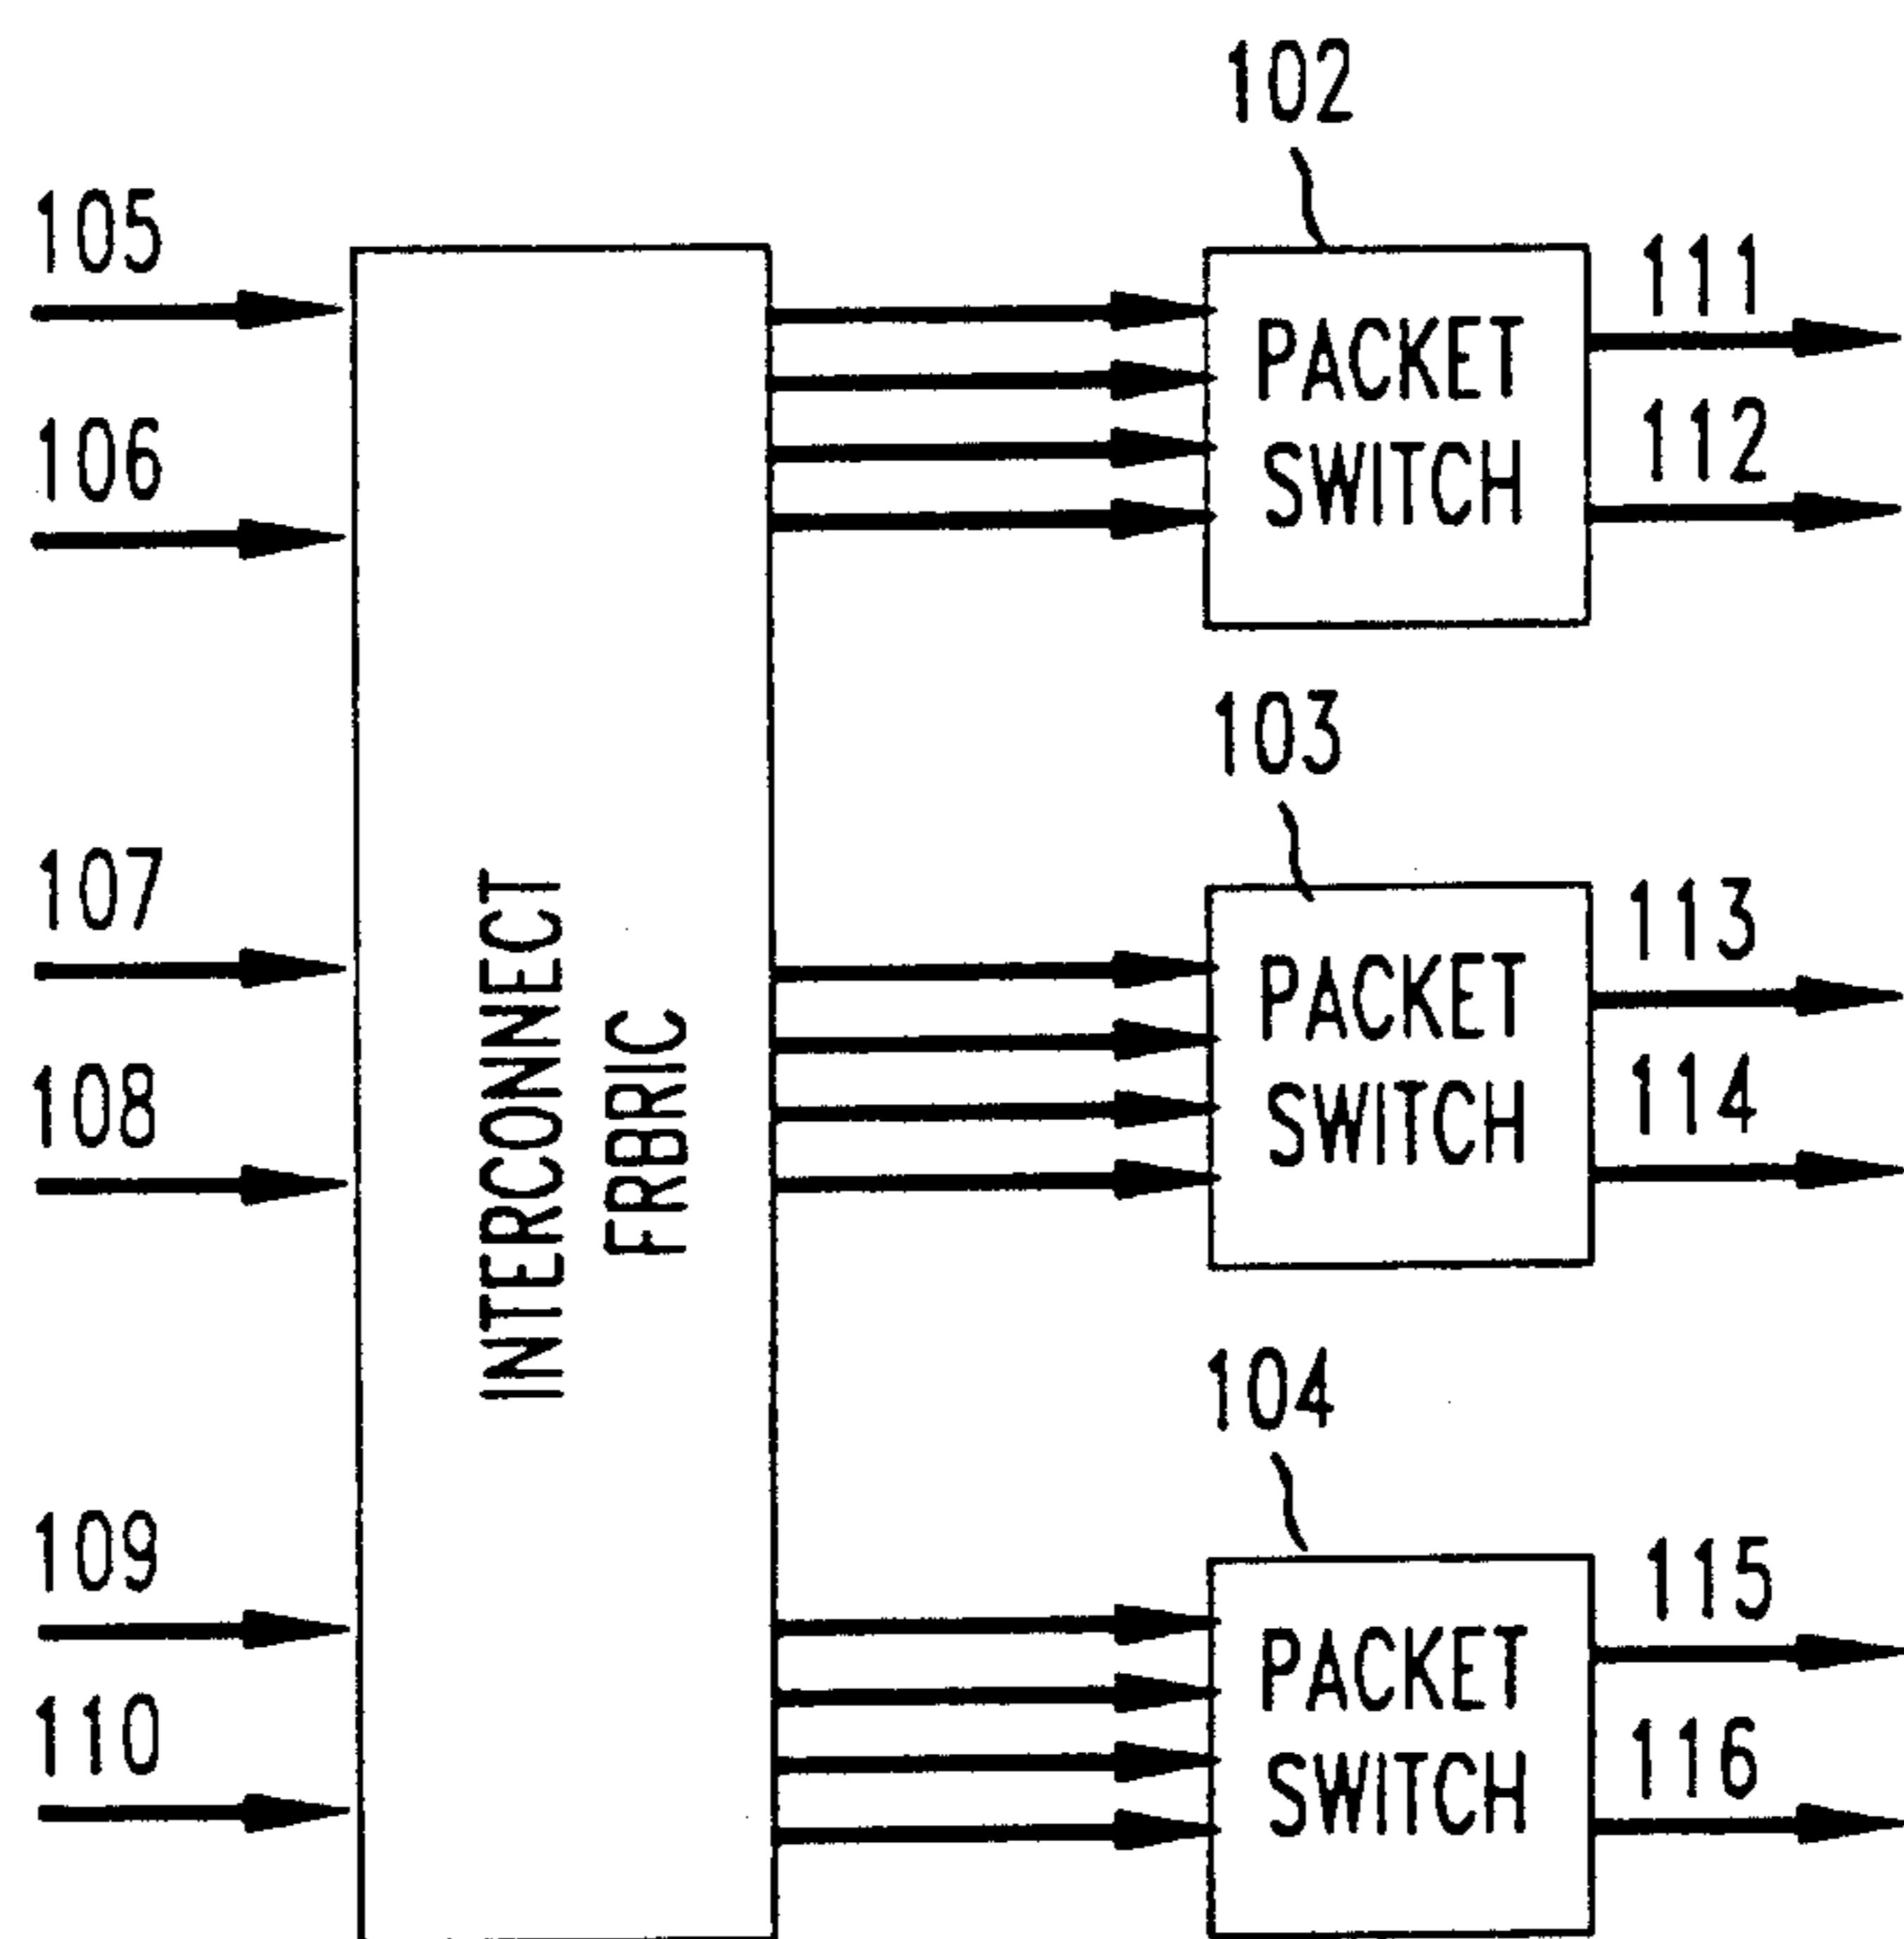 102
105
111
PACKET
SWITCH
112
106
103
107
113
PACKET
SWITCH
114
108
INTERCONNECT
FRBRIC
104
109
115
PACKET
SWITCH
110
116